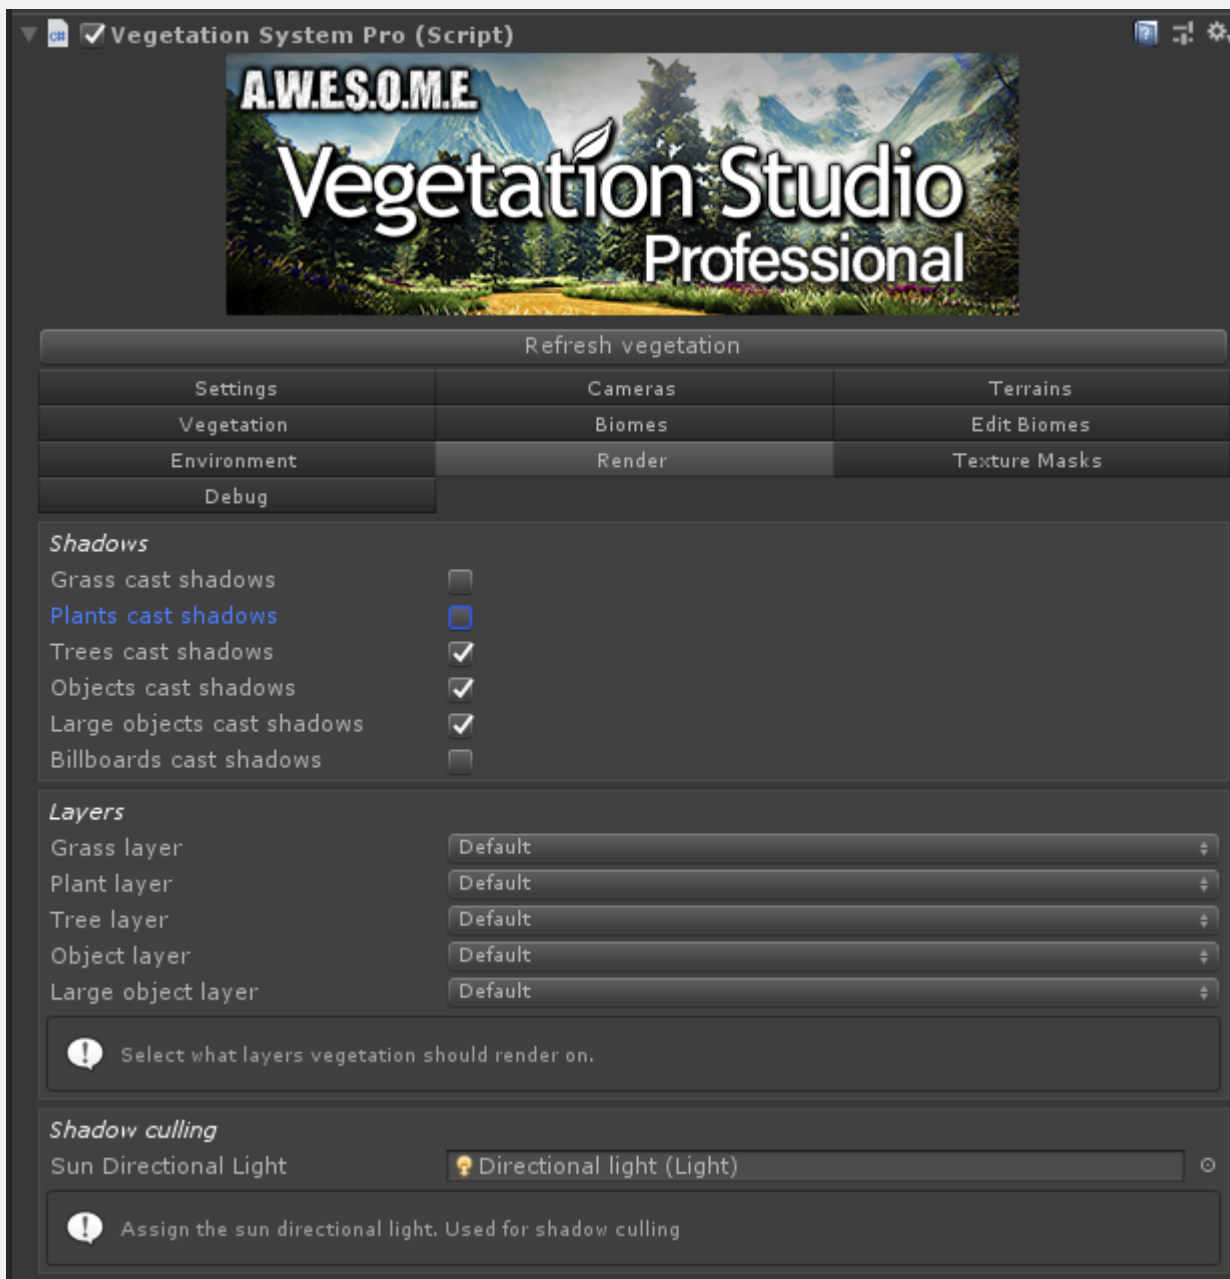 c# Vegetation System Pro (Script) ?
A.W.E.S.O.M.E.
Vegetation Studio
Professional
Refresh vegetation
Settings Cameras Terrains
Vegetation Biomes Edit Biomes
Environment Render Texture Masks
Debug
Shadows
Grass cast shadows
Plants cast shadows
Trees cast shadows
Objects cast shadows
Large objects cast shadows
Billboards cast shadows
Layers
Grass layer Default
Plant layer Default
Tree layer Default
Object layer Default
Large object layer Default
! Select what layers vegetation should render on.
Shadow culling
Sun Directional Light Directional light (Light)
! Assign the sun directional light. Used for shadow culling